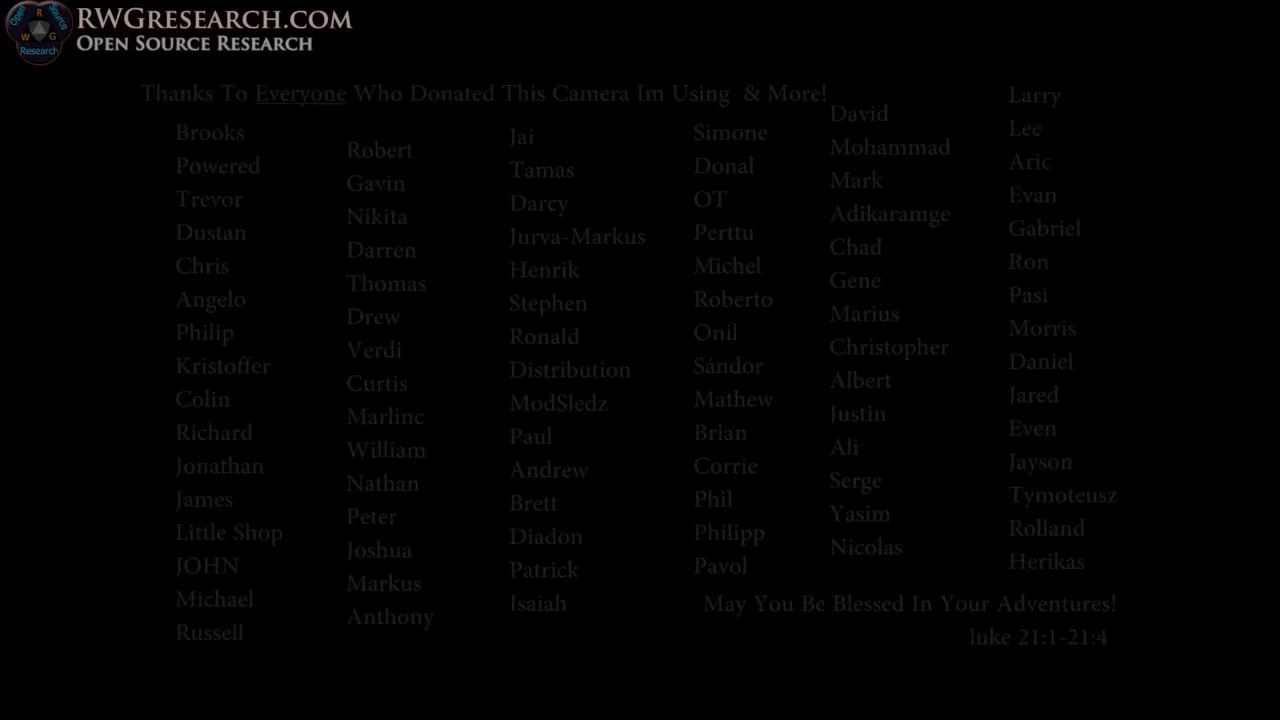 Open Source
R
W G
Research
RWGRESEARCH.COM
OPEN SOURCE RESEARCH
Thanks To Everyone Who Donated This Camera Im Using & More!
Brooks
Powered
Trevor
Dustan
Chris
Angelo
Philip
Kristoffer
Colin
Richard
Jonathan
James
Little Shop
JOHN
Michael
Russell
Robert
Gavin
Nikita
Darren
Thomas
Drew
Verdi
Curtis
Marlinc
William
Nathan
Peter
Joshua
Markus
Anthony
Jai
Tamas
Darcy
Jurva-Markus
Henrik
Stephen
Ronald
Distribution
ModSledz
Paul
Andrew
Brett
Diadon
Patrick
Isaiah
Simone
Donal
OT
Perttu
Michel
Roberto
Onil
Sándor
Mathew
Brian
Corrie
Phil
Philipp
Pavol
David
Mohammad
Mark
Adikaramge
Chad
Gene
Marius
Christopher
Albert
Justin
Ali
Serge
Yasim
Nicolas
Larry
Lee
Aric
Evan
Gabriel
Ron
Pasi
Morris
Daniel
Jared
Even
Jayson
Tymoteusz
Rolland
Herikas
May You Be Blessed In Your Adventures!
luke 21:1-21:4